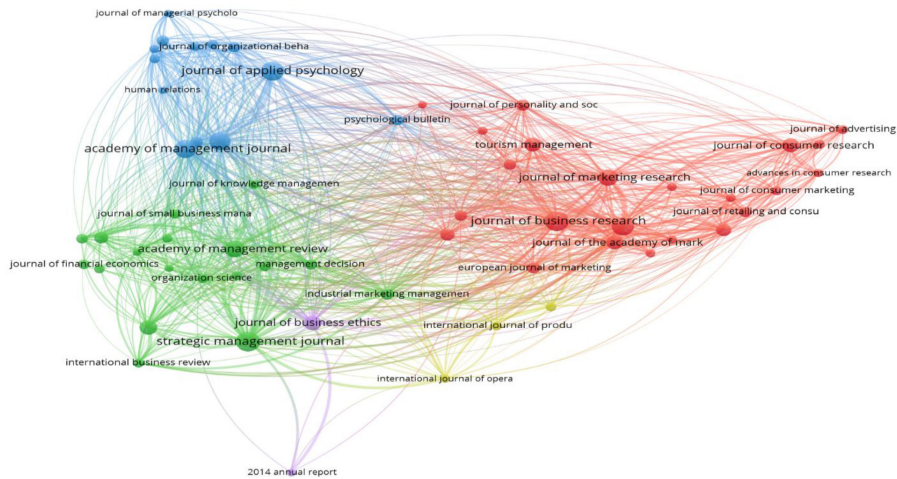 journal of managerial psycholo
journal of organizational beha
journal of applied psychology
human relations
journal of personality and soc
psychological bulletin
journal of advertising
tourism management
journal of consumer research
academy of management journal
advances in consumer research
journal of marketing research
journal of knowledge managemen
journal of consumer marketing
journal of small business mana
journal of retailing and consu
journal of business research
journal of the academy of mark
academy of management review
journal of financial economics
management decision
european journal of marketing
organization science
industrial marketing managemen
journal of business ethics
international journal of produ
strategic management journal
international business review
international journal of opera
2014 annual report